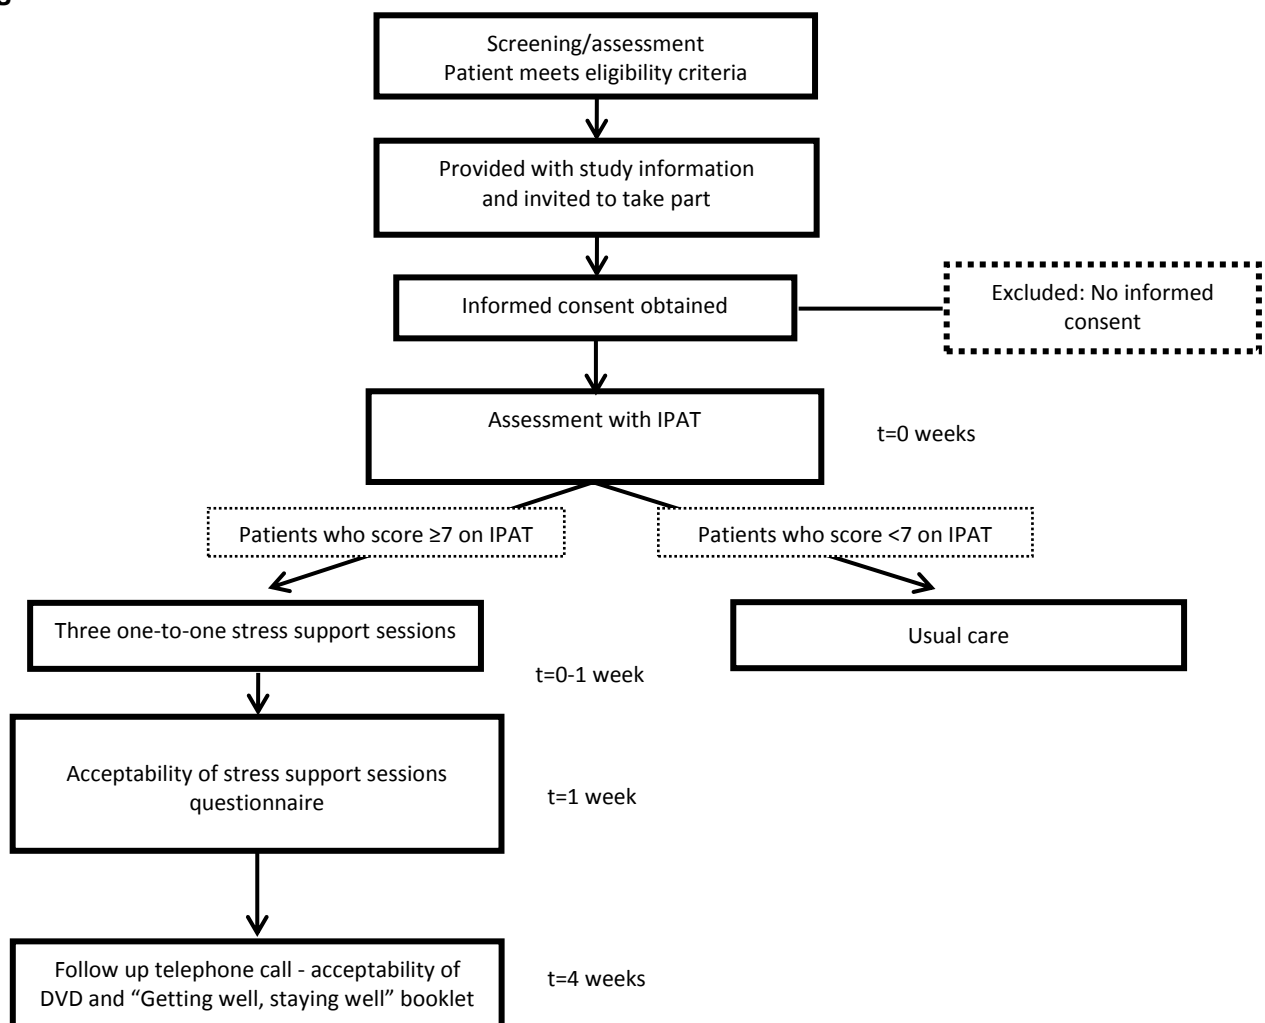 Screening/assessment
Patient meets eligibility criteria
Provided with study information
and invited to take part
Informed consent obtained
Excluded: No informed
consent
Assessment with IPAT
t=0 weeks
Patients who score ≥7 on IPAT
Patients who score <7 on IPAT
Three one-to-one stress support sessions
Usual care
t=0-1 week
Acceptability of stress support sessions
questionnaire
t=1 week
Follow up telephone call - acceptability of
DVD and “Getting well, staying well” booklet
t=4 weeks